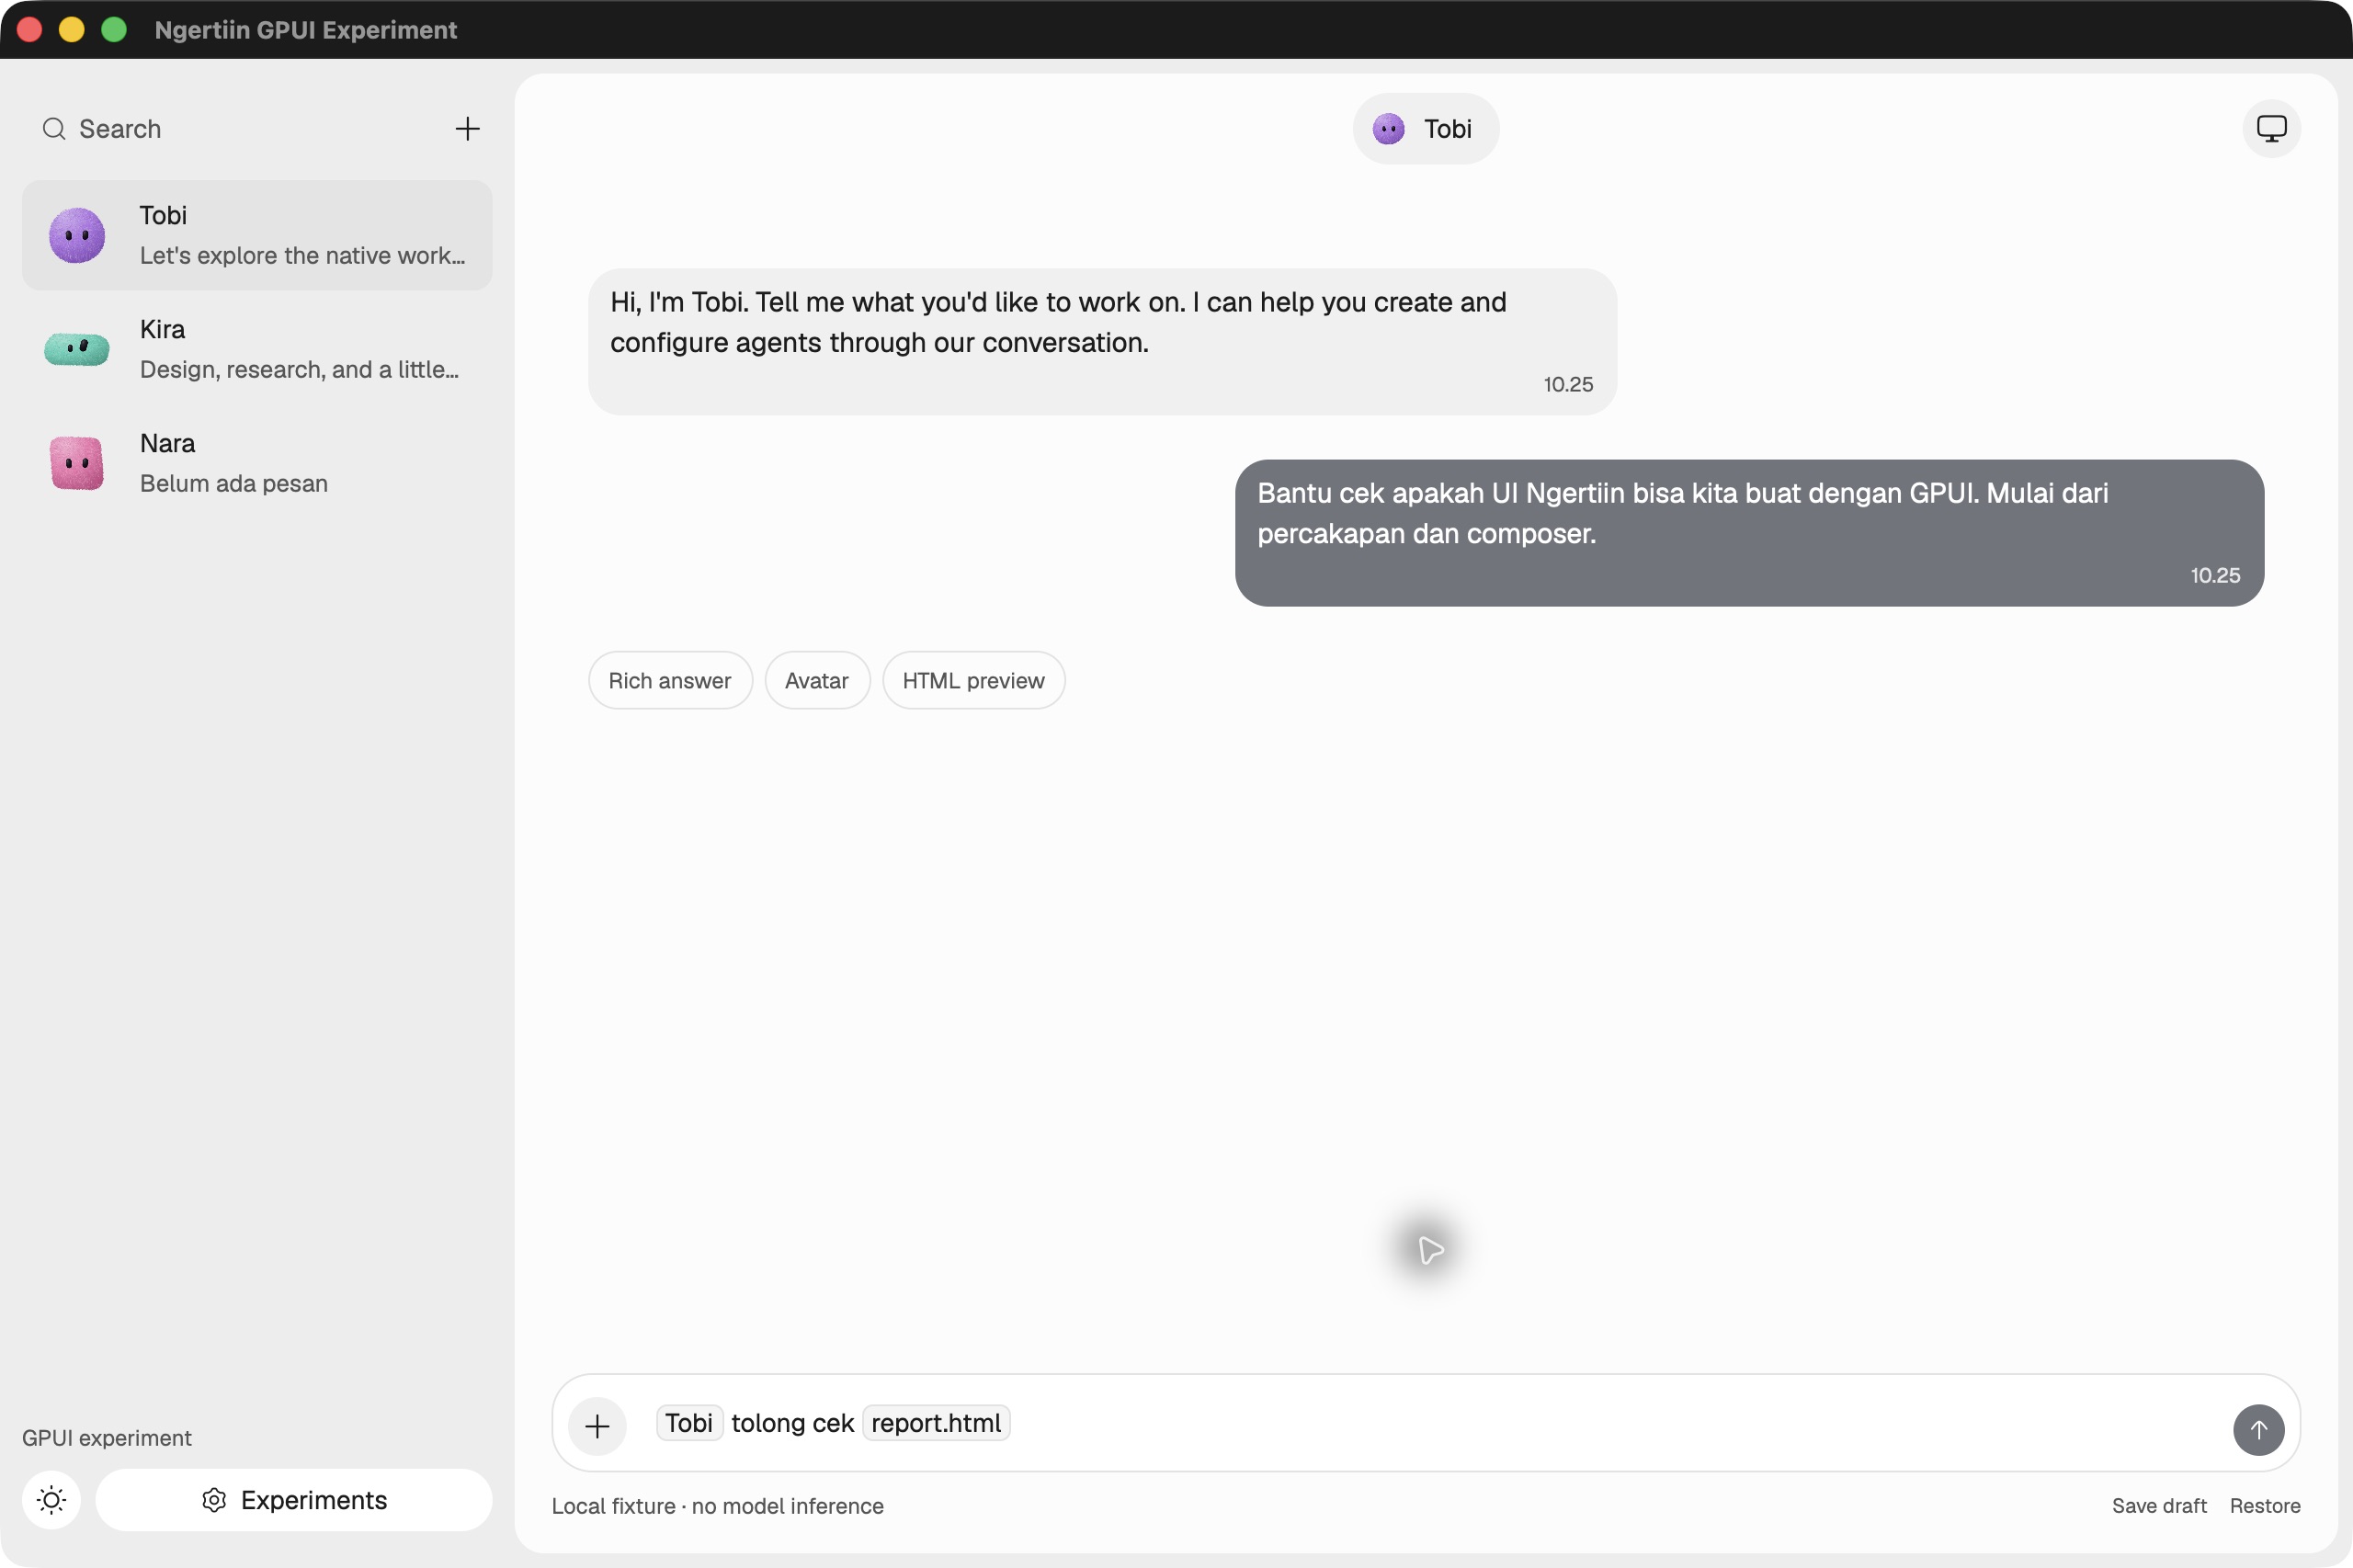 Ngertiin GPUI Experiment
Search
Tobi
Let's explore the native work...
Kira
Design, research, and a little...
Nara
Belum ada pesan
GPUI experiment
Experiments
Tobi
Hi, I'm Tobi. Tell me what you'd like to work on. I can help you create and
configure agents through our conversation.
10.25
Bantu cek apakah UI Ngertiin bisa kita buat dengan GPUI. Mulai dari
percakapan dan composer.
10.25
Rich answer Avatar HTML preview
Tobi tolong cek report.html
Local fixture · no model inference
Save draft Restore